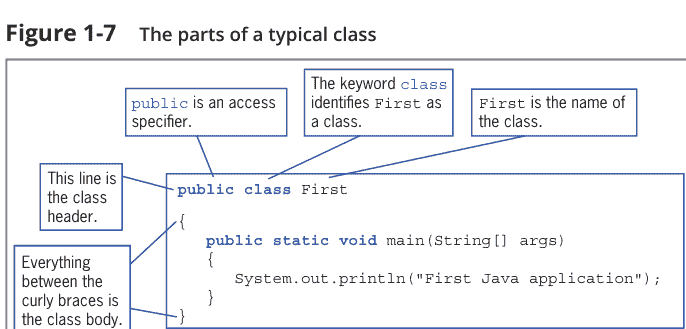 Figure 1-7 The parts of a typical class
public is an access
specifier.
The keyword class
identifies First as
a class.
First is the name of
the class.
This line is
the class
header.
public class First
{
public static void main(String[] args)
{
System.out.println("First Java application");
}
}
Everything
between the
curly braces is
the class body.